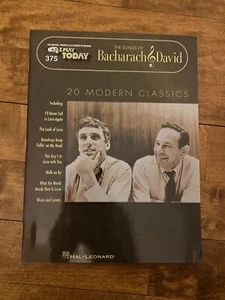 E-Z PLAY
TODAY
375
THE SONGS OF
Bacharach & David
20 MODERN CLASSICS
Including:
I'll Never Fall
in Love Again
The Look of Love
Raindrops Keep
Fallin' on My Head
This Guy's in
Love with You
Walk on By
What the World
Needs Now Is Love
Wives and Lovers
HAL•LEONARD®